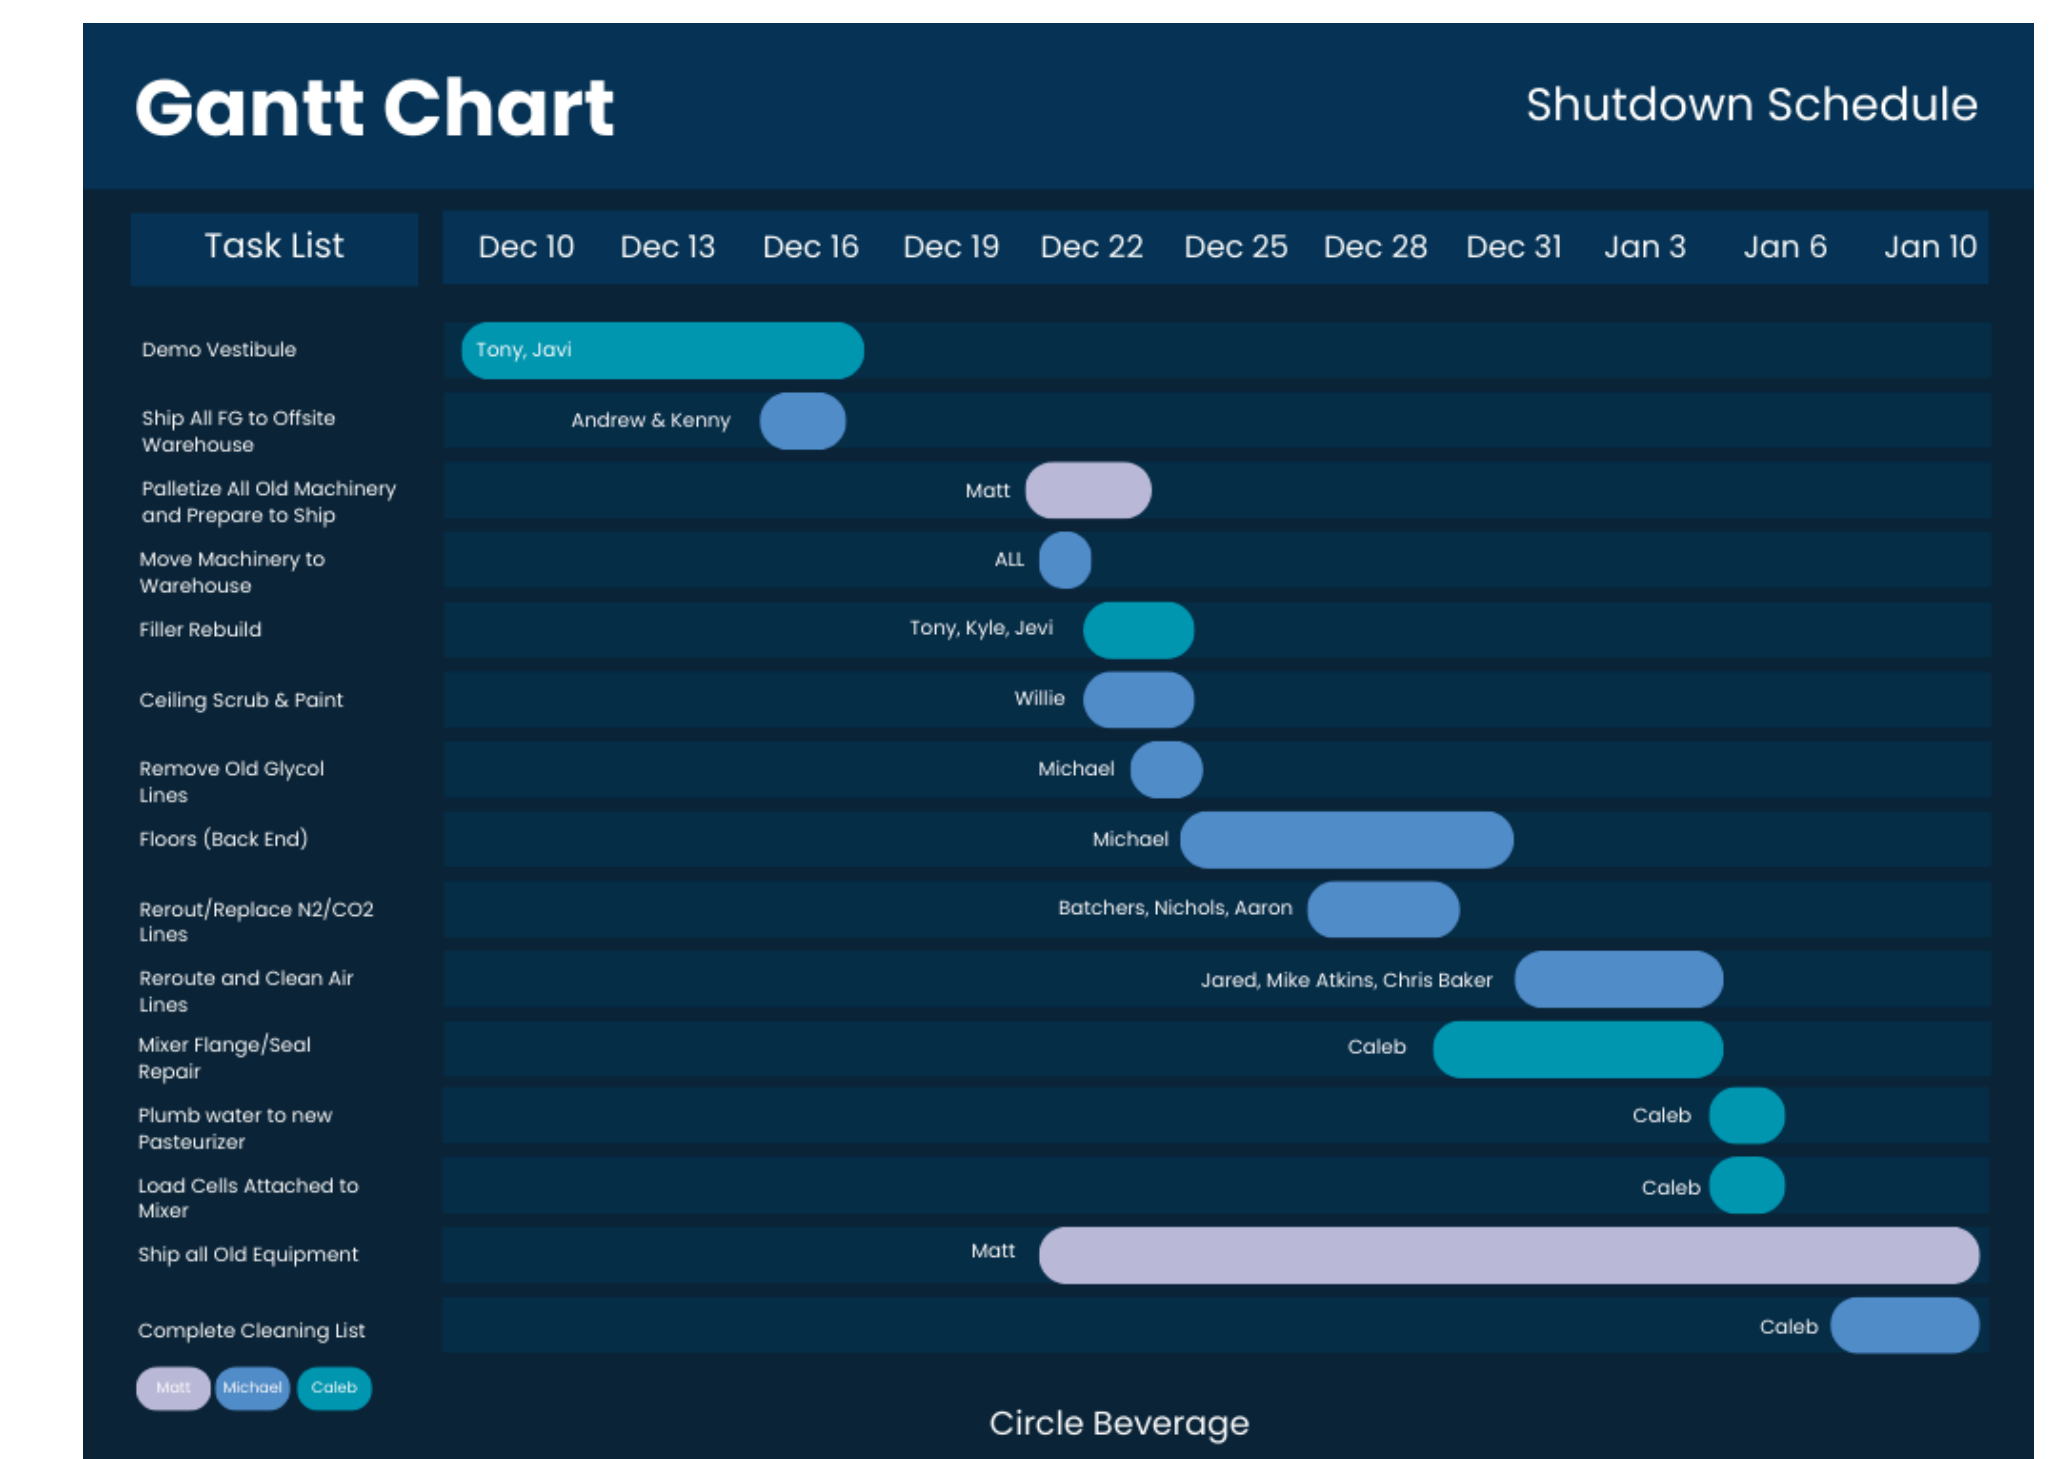 Gantt Chart
Shutdown Schedule
Task List
Dec 10 Dec 13 Dec 16 Dec 19 Dec 22 Dec 25 Dec 28 Dec 31 Jan 3 Jan 6 Jan 10
Demo Vestibule
Tony, Javi
Ship All FG to Offsite
Warehouse
Andrew & Kenny
Palletize All Old Machinery
and Prepare to Ship
Matt
Move Machinery to
Warehouse
ALL
Filler Rebuild
Tony, Kyle, Jevi
Ceiling Scrub & Paint
Willie
Remove Old Glycol
Lines
Michael
Floors (Back End)
Michael
Rerout/Replace N2/CO2
Lines
Batchers, Nichols, Aaron
Reroute and Clean Air
Lines
Jared, Mike Atkins, Chris Baker
Mixer Flange/Seal
Repair
Caleb
Plumb water to new
Pasteurizer
Caleb
Load Cells Attached to
Mixer
Caleb
Ship all Old Equipment
Matt
Complete Cleaning List
Caleb
Matt Michael Caleb
Circle Beverage